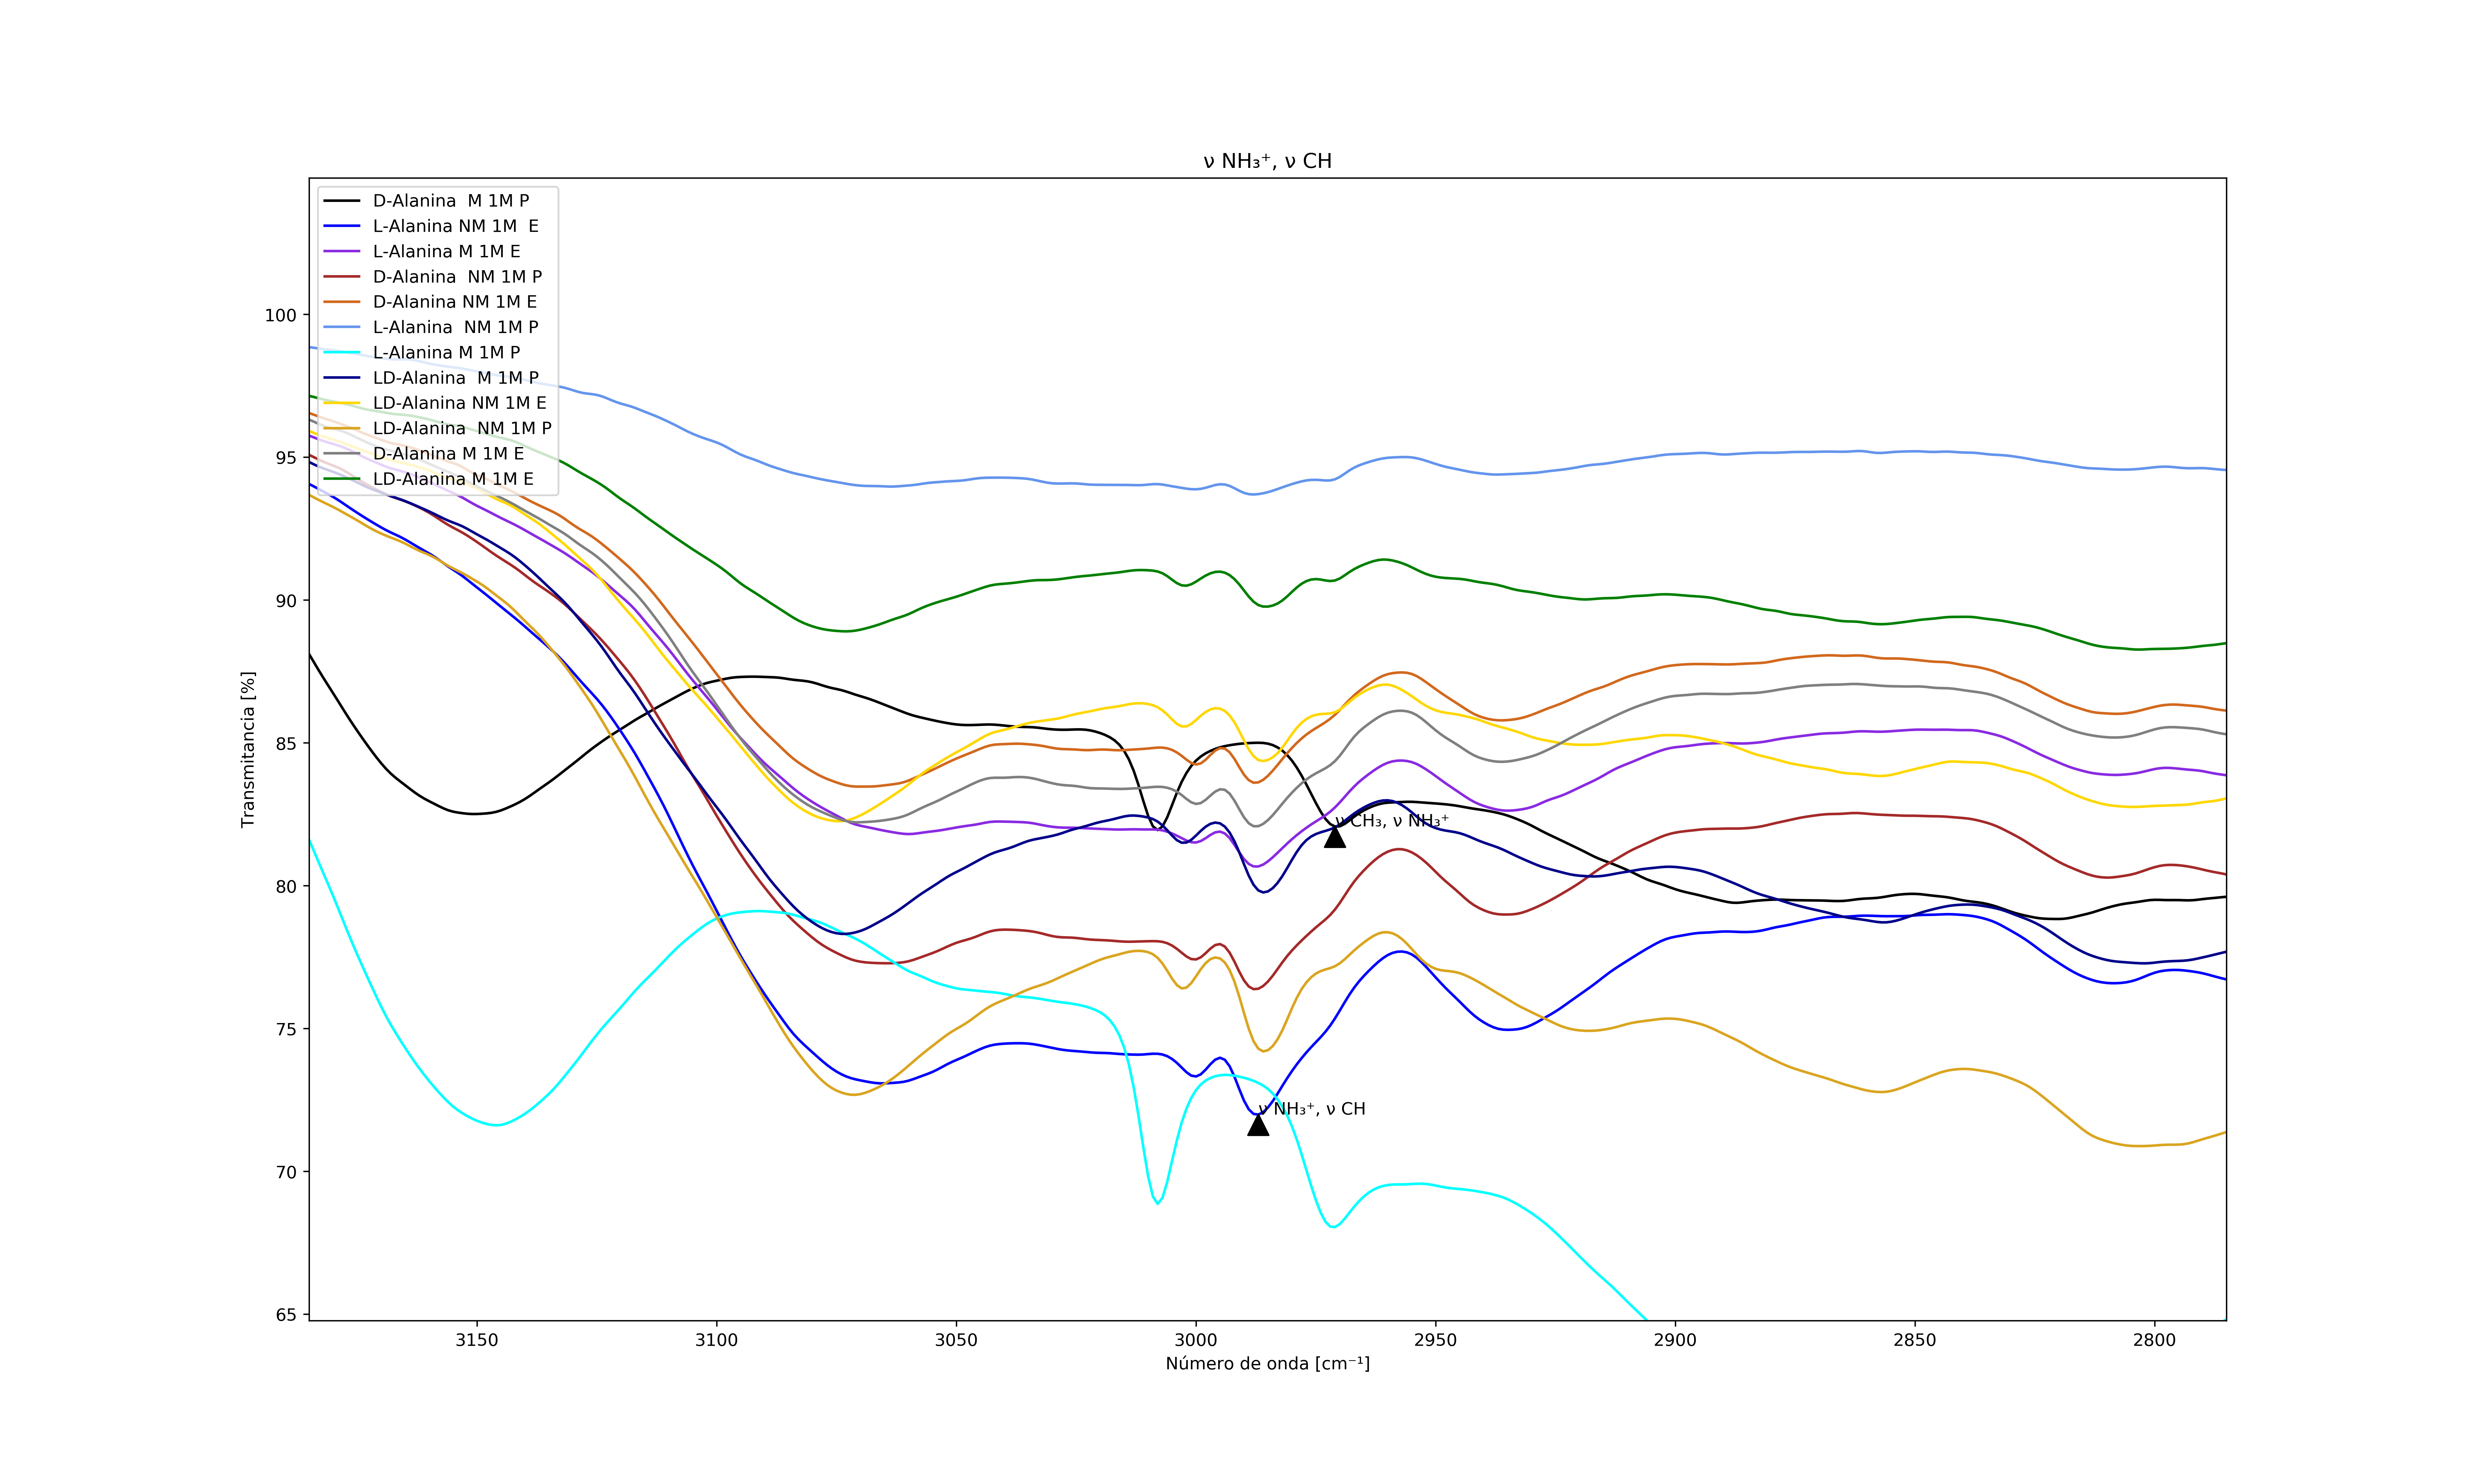 ν NH₃⁺, ν CH
D-Alanina  M 1M P
L-Alanina NM 1M  E
L-Alanina M 1M E
D-Alanina  NM 1M P
D-Alanina NM 1M E
L-Alanina  NM 1M P
L-Alanina M 1M P
LD-Alanina  M 1M P
LD-Alanina NM 1M E
LD-Alanina  NM 1M P
D-Alanina M 1M E
LD-Alanina M 1M E
100
95
90
85
80
75
70
65
Transmitancia [%]
ν CH₃, ν NH₃⁺
ν NH₃⁺, ν CH
3150
3100
3050
3000
2950
2900
2850
2800
Número de onda [cm⁻¹]